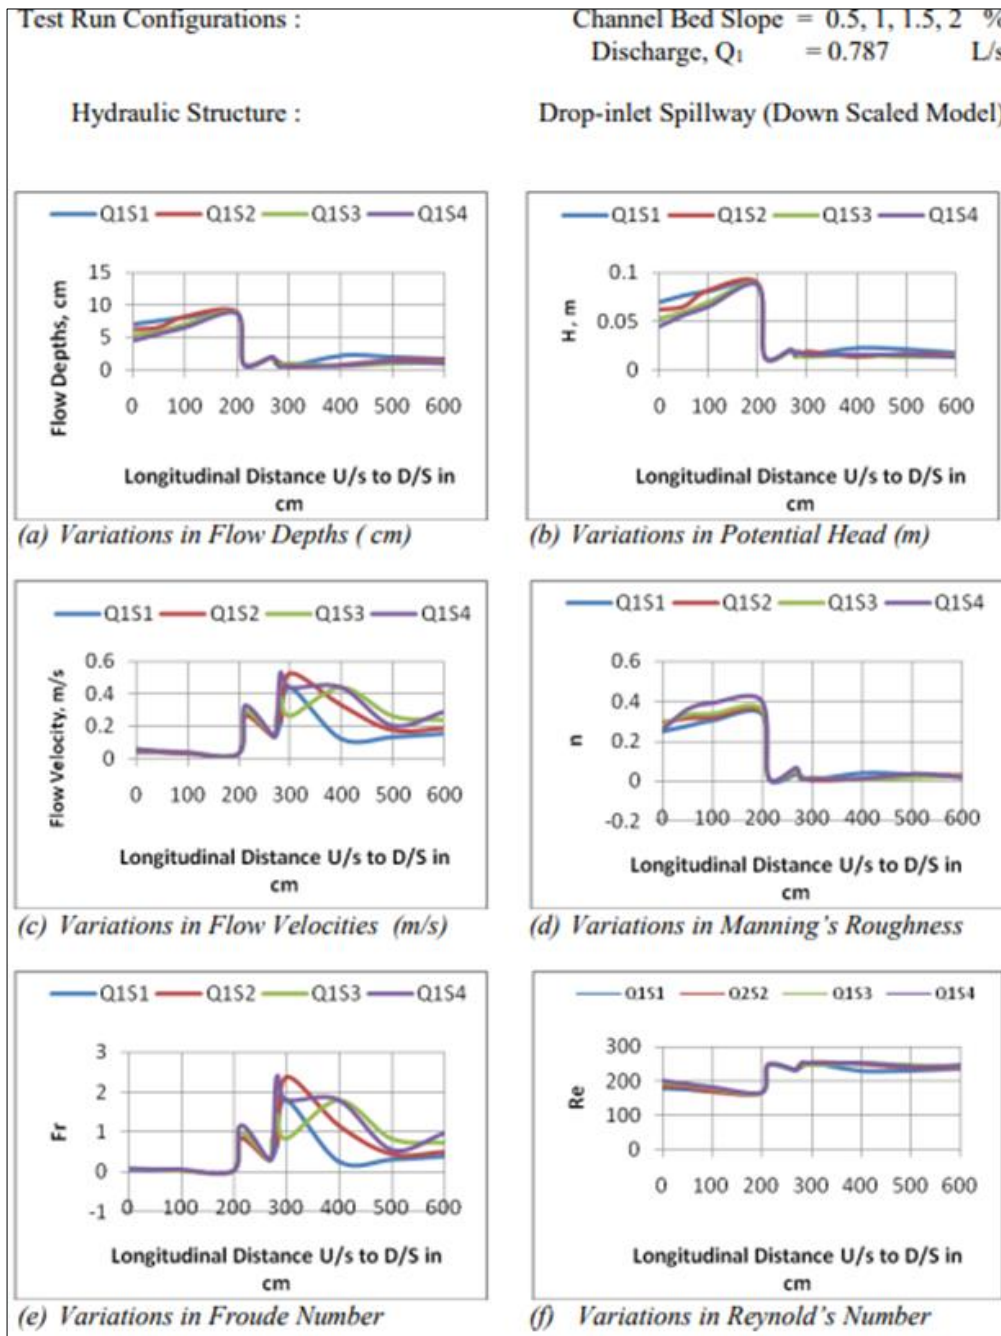 Test Run Configurations :
Channel Bed Slope = 0.5, 1, 1.5, 2 %
Discharge, Q1 = 0.787 L/s
Hydraulic Structure :
Drop-inlet Spillway (Down Scaled Model)
Q1S1 Q1S2 Q1S3 Q1S4
Flow Depths, cm
15
10
5
0
0 100 200 300 400 500 600
Longitudinal Distance U/s to D/S in
cm
(a) Variations in Flow Depths ( cm)
Q1S1 Q1S2 Q1S3 Q1S4
H, m
0.1
0.05
0
0 100 200 300 400 500 600
Longitudinal Distance U/s to D/S in
cm
(b) Variations in Potential Head (m)
Q1S1 Q1S2 Q1S3 Q1S4
Flow Velocity, m/s
0.6
0.4
0.2
0
0 100 200 300 400 500 600
Longitudinal Distance U/s to D/S in
cm
(c) Variations in Flow Velocities (m/s)
Q1S1 Q1S2 Q1S3 Q1S4
n
0.6
0.4
0.2
0
-0.2
0 100 200 300 400 500 600
Longitudinal Distance U/s to D/S in
cm
(d) Variations in Manning's Roughness
Q1S1 Q1S2 Q1S3 Q1S4
Fr
3
2
1
0
-1
0 100 200 300 400 500 600
Longitudinal Distance U/s to D/S in
cm
(e) Variations in Froude Number
Q1S1 Q2S2 Q1S3 Q1S4
Re
300
200
100
0
0 100 200 300 400 500 600
Longitudinal Distance U/s to D/S in
cm
(f) Variations in Reynold's Number